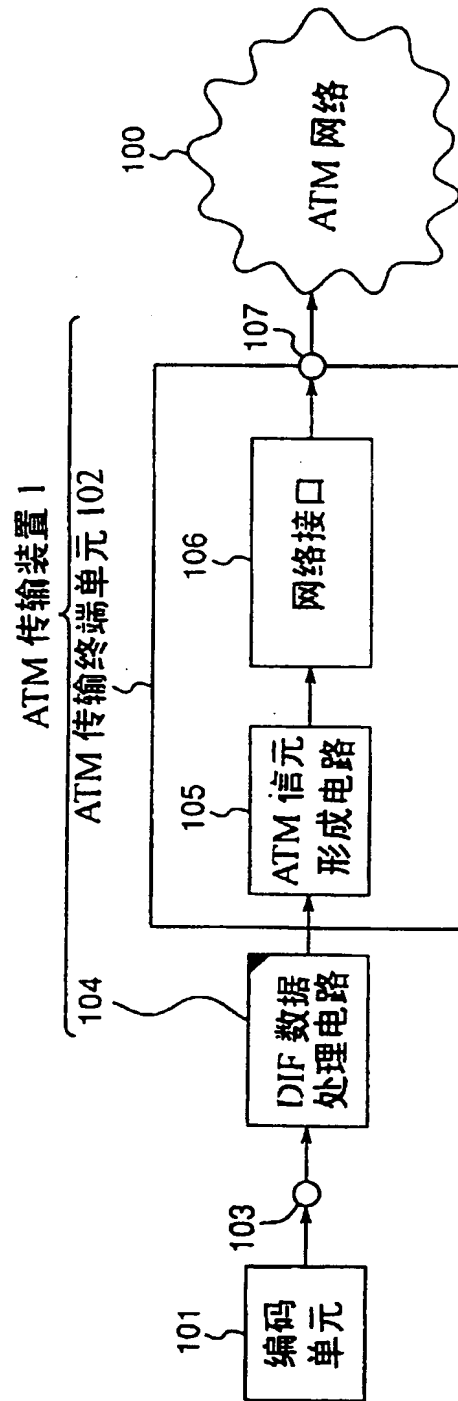 ATM 传输装置 1
ATM 传输终端单元 102
100
ATM 网络
107
106
网络接口
105
ATM 信元
形成电路
104
DIF 数据
处理电路
103
101
编码
单元